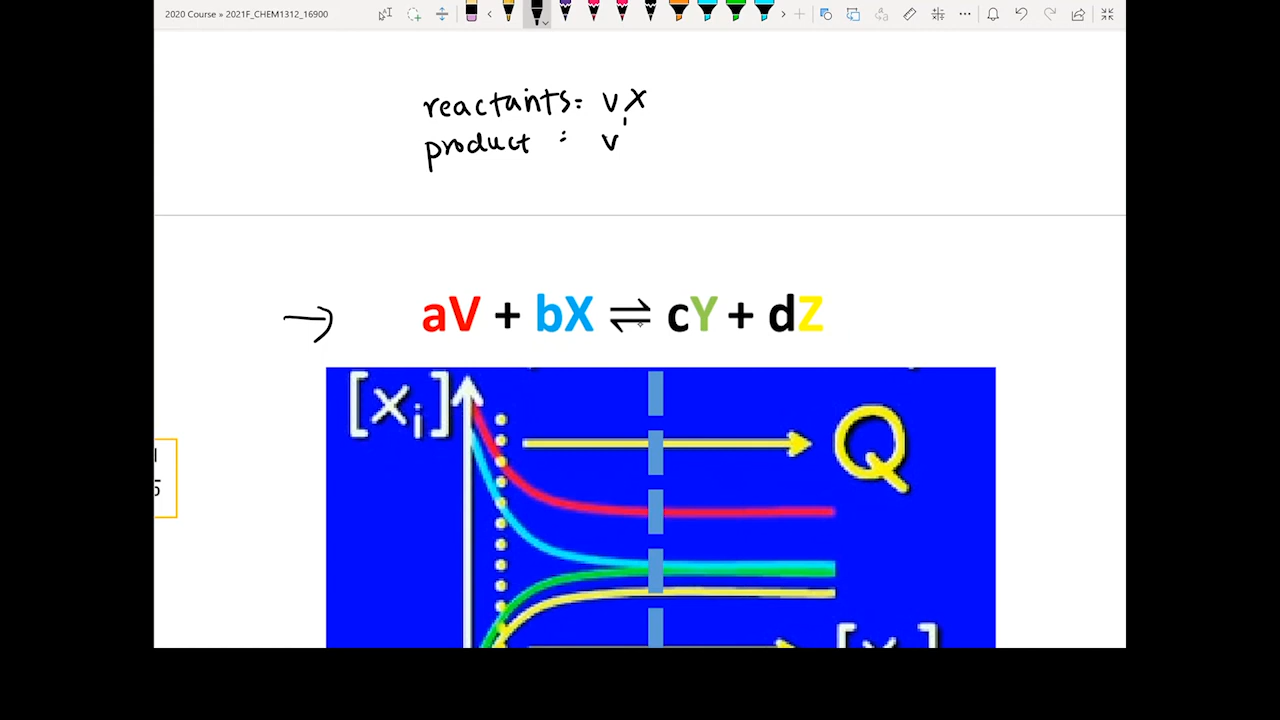 2020 Course » 2021F_CHEM1312_16900
reactants: V, X
product : V
aV + bX ⇌ cY + dZ
[xi]
Q